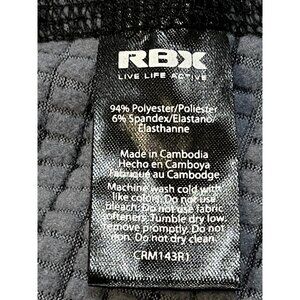 RBX
LIVE LIFE ACTIVE
94% Polyester/Poliester
6% Spandex/Elastano/
Elasthanne
Made in Cambodia
Hecho en Camboya
Fabriqué au Cambodge
Machine wash cold with
like colors. Do not use
bleach. Do not use fabric
softeners. Tumble dry low,
remove promptly. Do not
iron. Do not dry clean.
CRM143R1